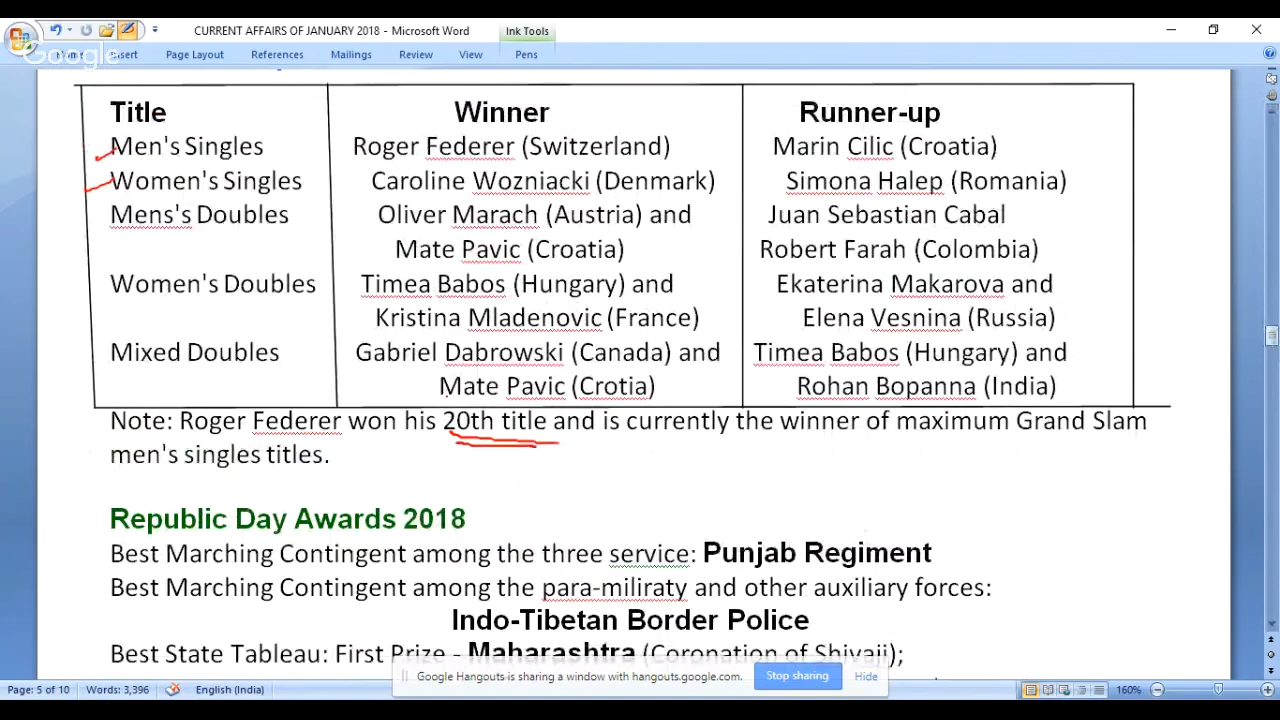 CURRENT AFFAIRS OF JANUARY 2018 - Microsoft Word
Ink Tools
Google
Insert Page Layout References Mailings Review View Pens
Title Winner Runner-up
Men's Singles Roger Federer (Switzerland) Marin Cilic (Croatia)
Women's Singles Caroline Wozniacki (Denmark) Simona Halep (Romania)
Mens's Doubles Oliver Marach (Austria) and Juan Sebastian Cabal
Mate Pavic (Croatia) Robert Farah (Colombia)
Women's Doubles Timea Babos (Hungary) and Ekaterina Makarova and
Kristina Mladenovic (France) Elena Vesnina (Russia)
Mixed Doubles Gabriel Dabrowski (Canada) and Timea Babos (Hungary) and
Mate Pavic (Crotia) Rohan Bopanna (India)
Note: Roger Federer won his 20th title and is currently the winner of maximum Grand Slam
men's singles titles.
Republic Day Awards 2018
Best Marching Contingent among the three service: Punjab Regiment
Best Marching Contingent among the para-miliraty and other auxiliary forces:
Indo-Tibetan Border Police
Best State Tableau: First Prize - Maharashtra (Coronation of Shivaji);
Google Hangouts is sharing a window with hangouts.google.com. Stop sharing Hide
Page: 5 of 10 Words: 3,396 English (India) 160%